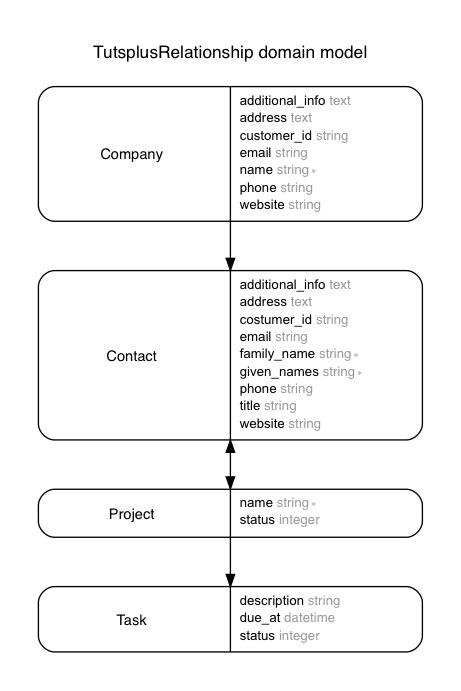 TutsplusRelationship domain model
Company
additional_info text
address text
customer_id string
email string
name string *
phone string
website string
Contact
additional_info text
address text
costumer_id string
email string
family_name string *
given_names string *
phone string
title string
website string
Project
name string *
status integer
Task
description string
due_at datetime
status integer